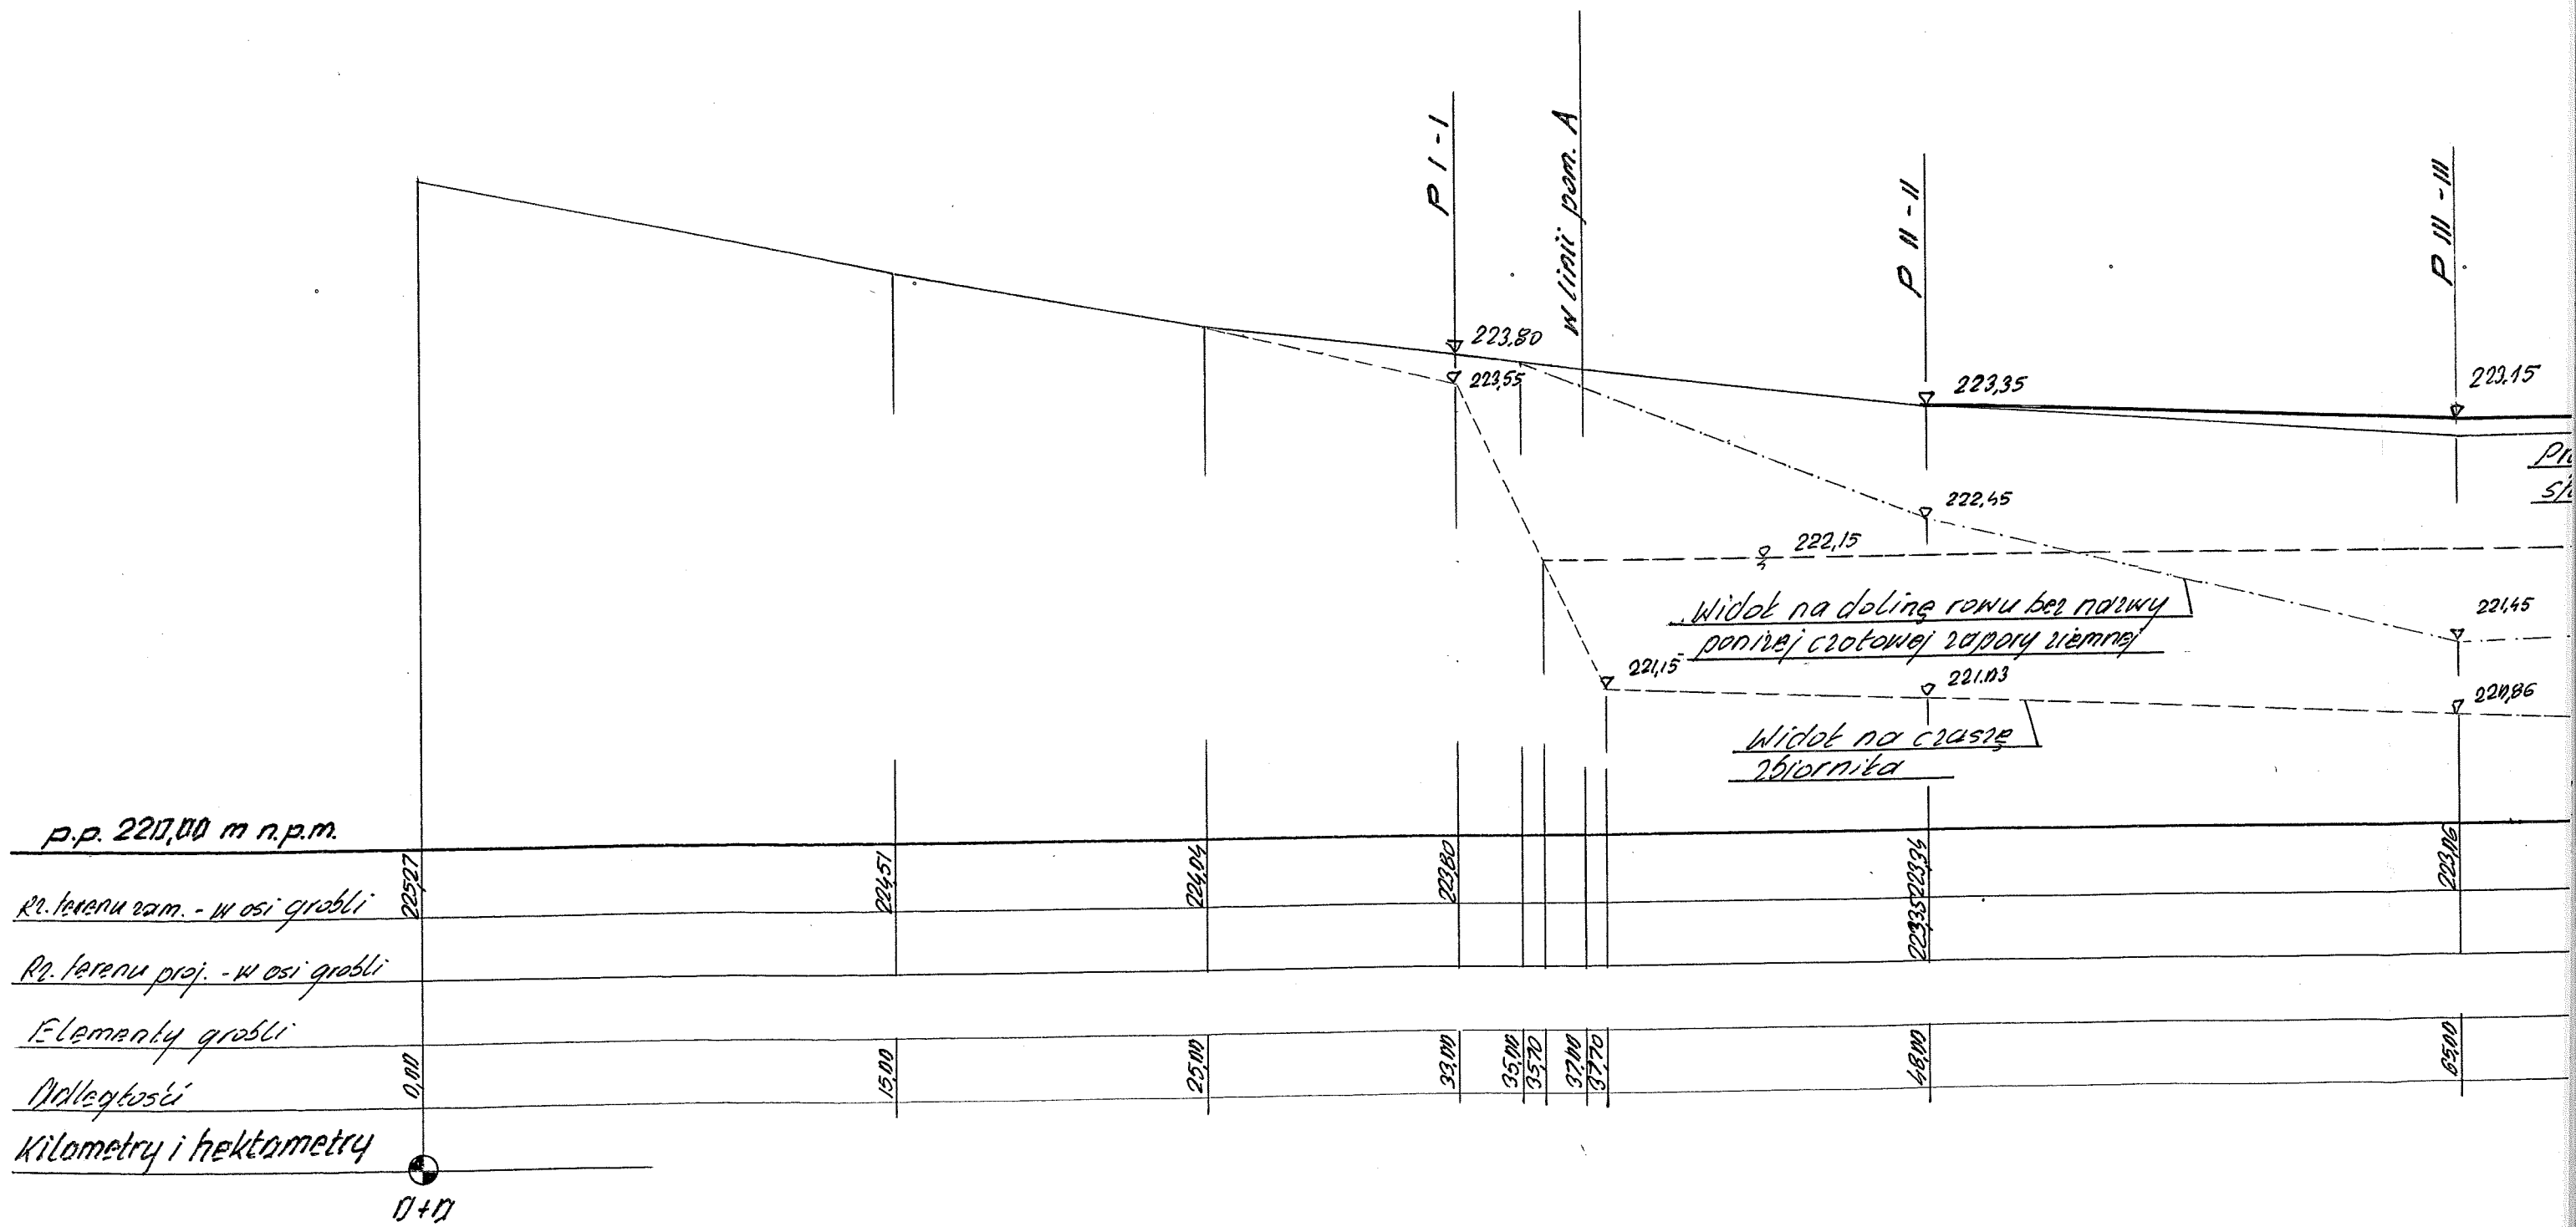 P I - I
w linii pom. A
P II - II
P III - III
223,80
223,55
223,35
223.15
222,45
222,15
Widok na dolinę rowu bez nazwy
poniżej czołowej zapory ziemnej
221,45
221,15
221.03
220,86
Widok na czaszę
zbiornika
p.p. 220,00 m n.p.m.
Rz. terenu zam. - w osi grobli 225,27 224,51 224,04 223,80 223,34 223,06
Rz. terenu proj. - w osi grobli 223,35
Elementy grobli
Odległości 0,00 15,00 25,00 33,00 35,00 35,70 37,00 37,70 48,00 65,00
Kilometry i hektometry
0+0